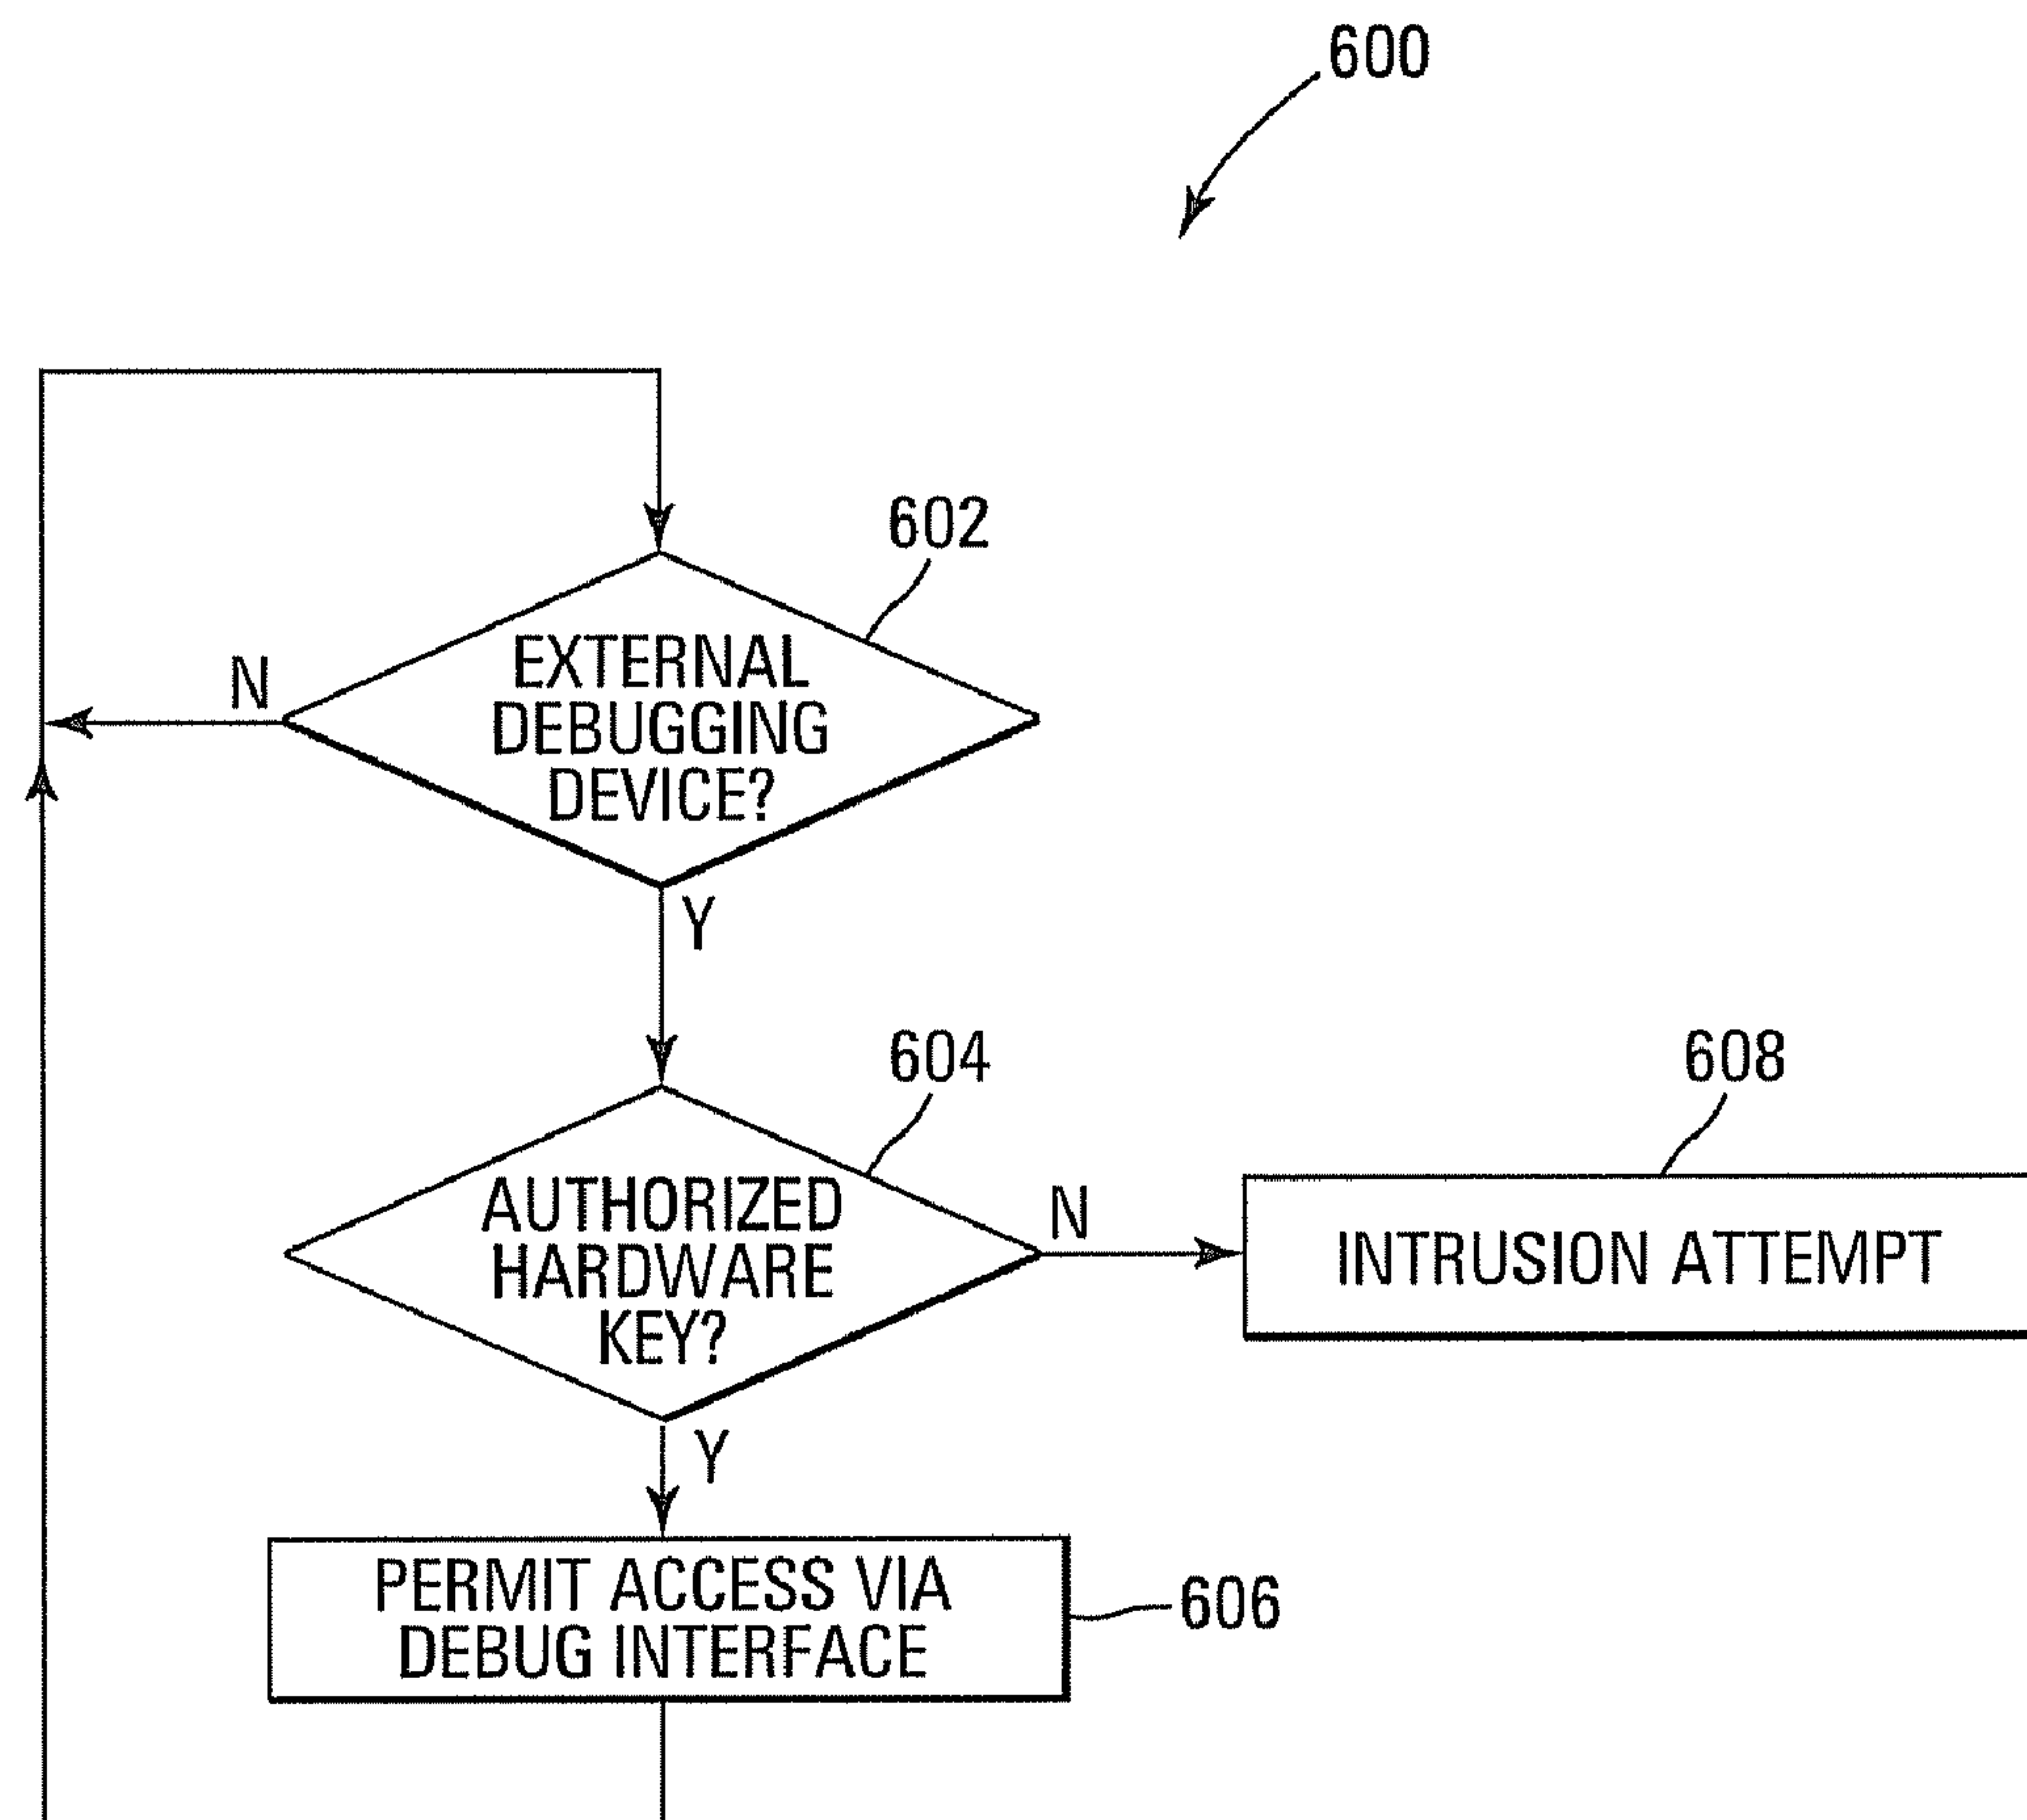 600
602
EXTERNAL
DEBUGGING
DEVICE?
N
Y
604
AUTHORIZED
HARDWARE
KEY?
N
608
INTRUSION ATTEMPT
Y
PERMIT ACCESS VIA
DEBUG INTERFACE
606